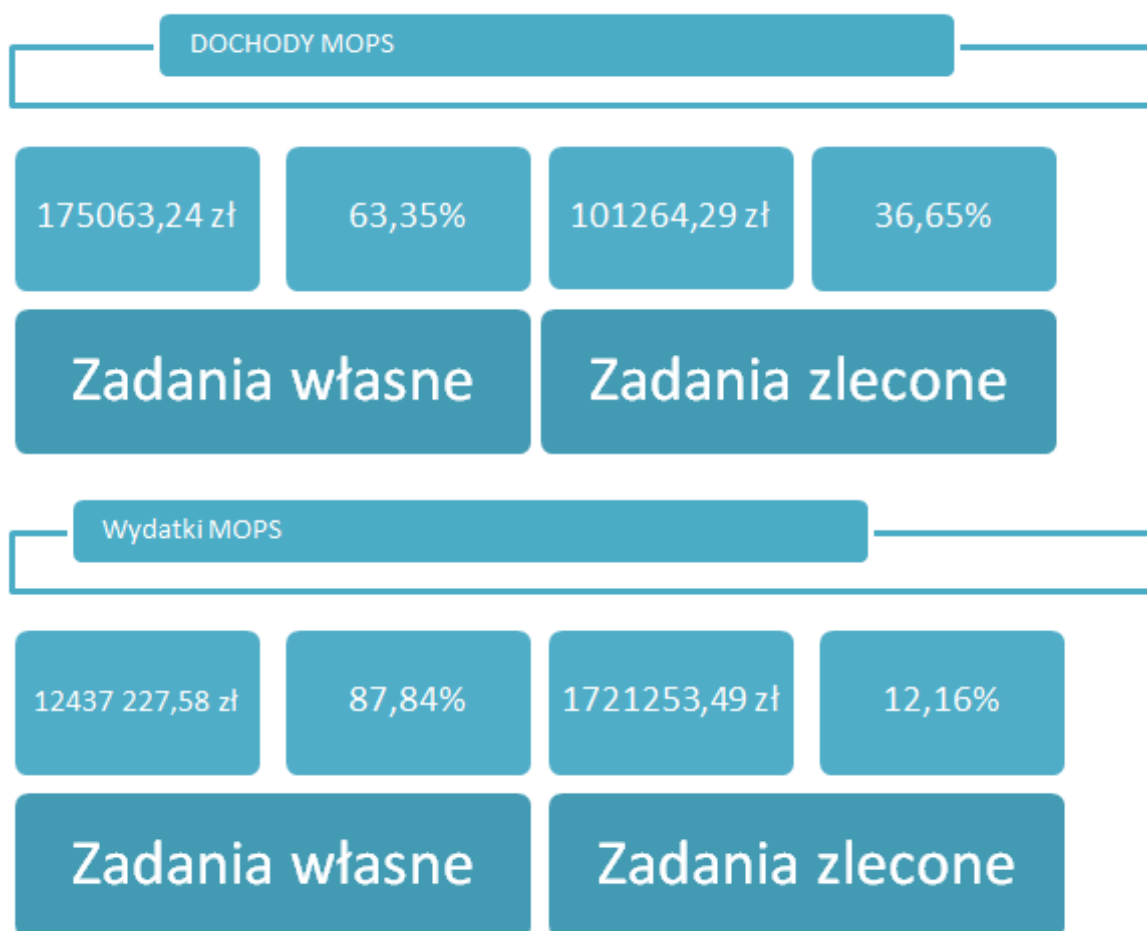 DOCHODY MOPS
175063,24 zł
63,35%
101264,29 zł
36,65%
Zadania własne
Zadania zlecone
Wydatki MOPS
12437 227,58 zł
87,84%
1721253,49 zł
12,16%
Zadania własne
Zadania zlecone